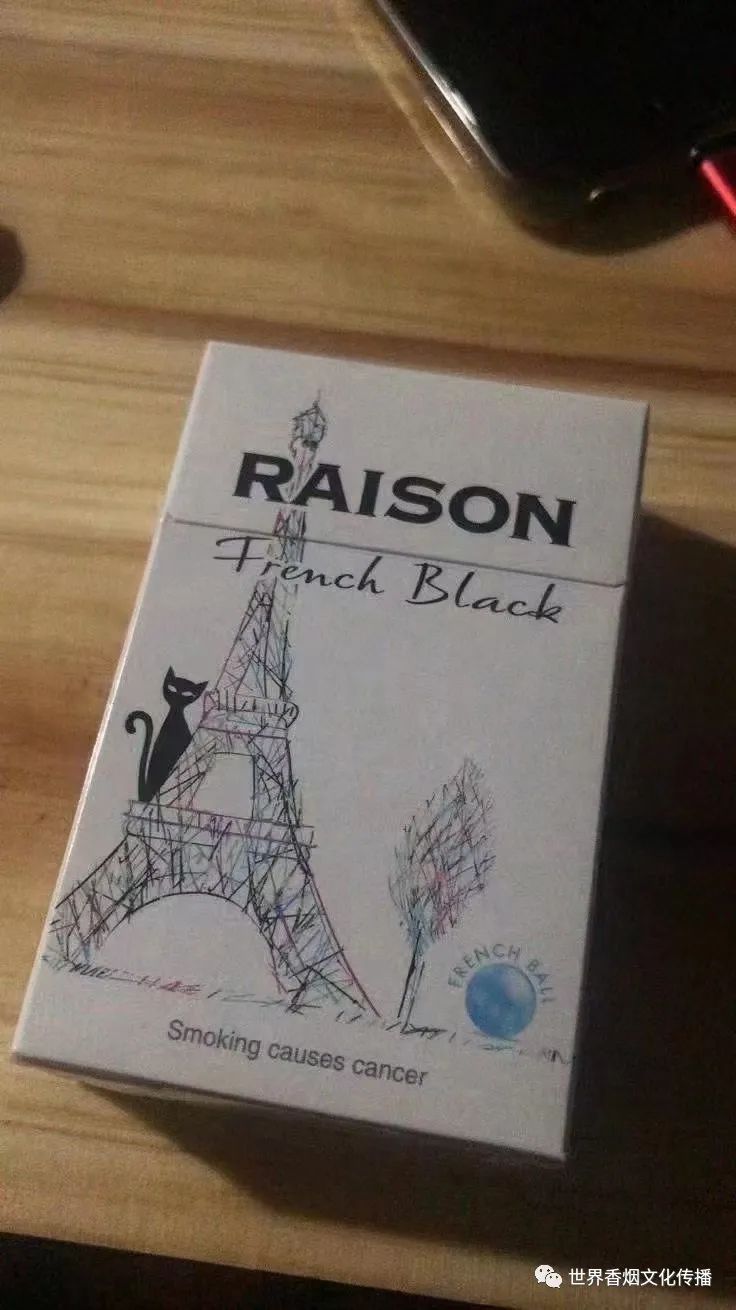 RAISON
French Black
FRENCH BALL
Smoking causes cancer
世界香烟文化传播